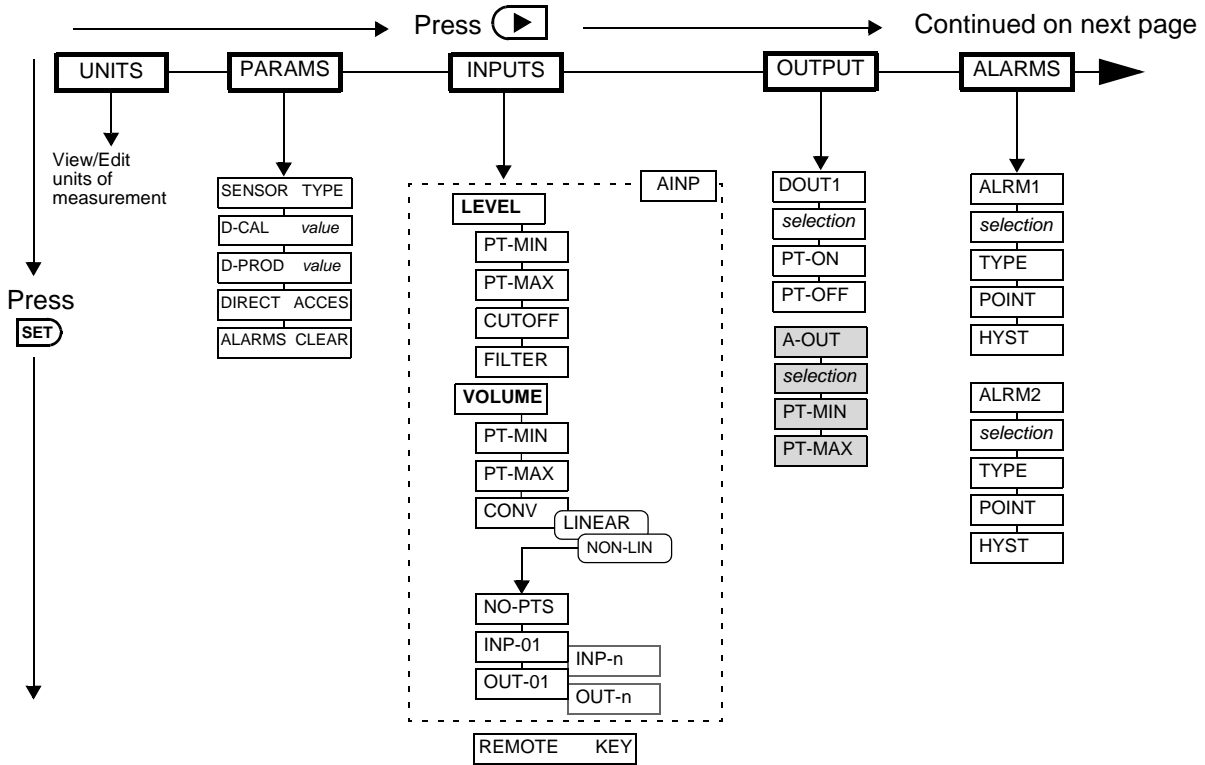 Press
Continued on next page
UNITS
PARAMS
INPUTS
OUTPUT
ALARMS
Press
SET
View/Edit
units of
measurement
SENSOR TYPE
D-CAL value
D-PROD value
DIRECT ACCES
ALARMS CLEAR
AINP
LEVEL
PT-MIN
PT-MAX
CUTOFF
FILTER
VOLUME
PT-MIN
PT-MAX
CONV
LINEAR
NON-LIN
NO-PTS
INP-01
INP-n
OUT-01
OUT-n
REMOTE KEY
DOUT1
selection
PT-ON
PT-OFF
A-OUT
selection
PT-MIN
PT-MAX
ALRM1
selection
TYPE
POINT
HYST
ALRM2
selection
TYPE
POINT
HYST